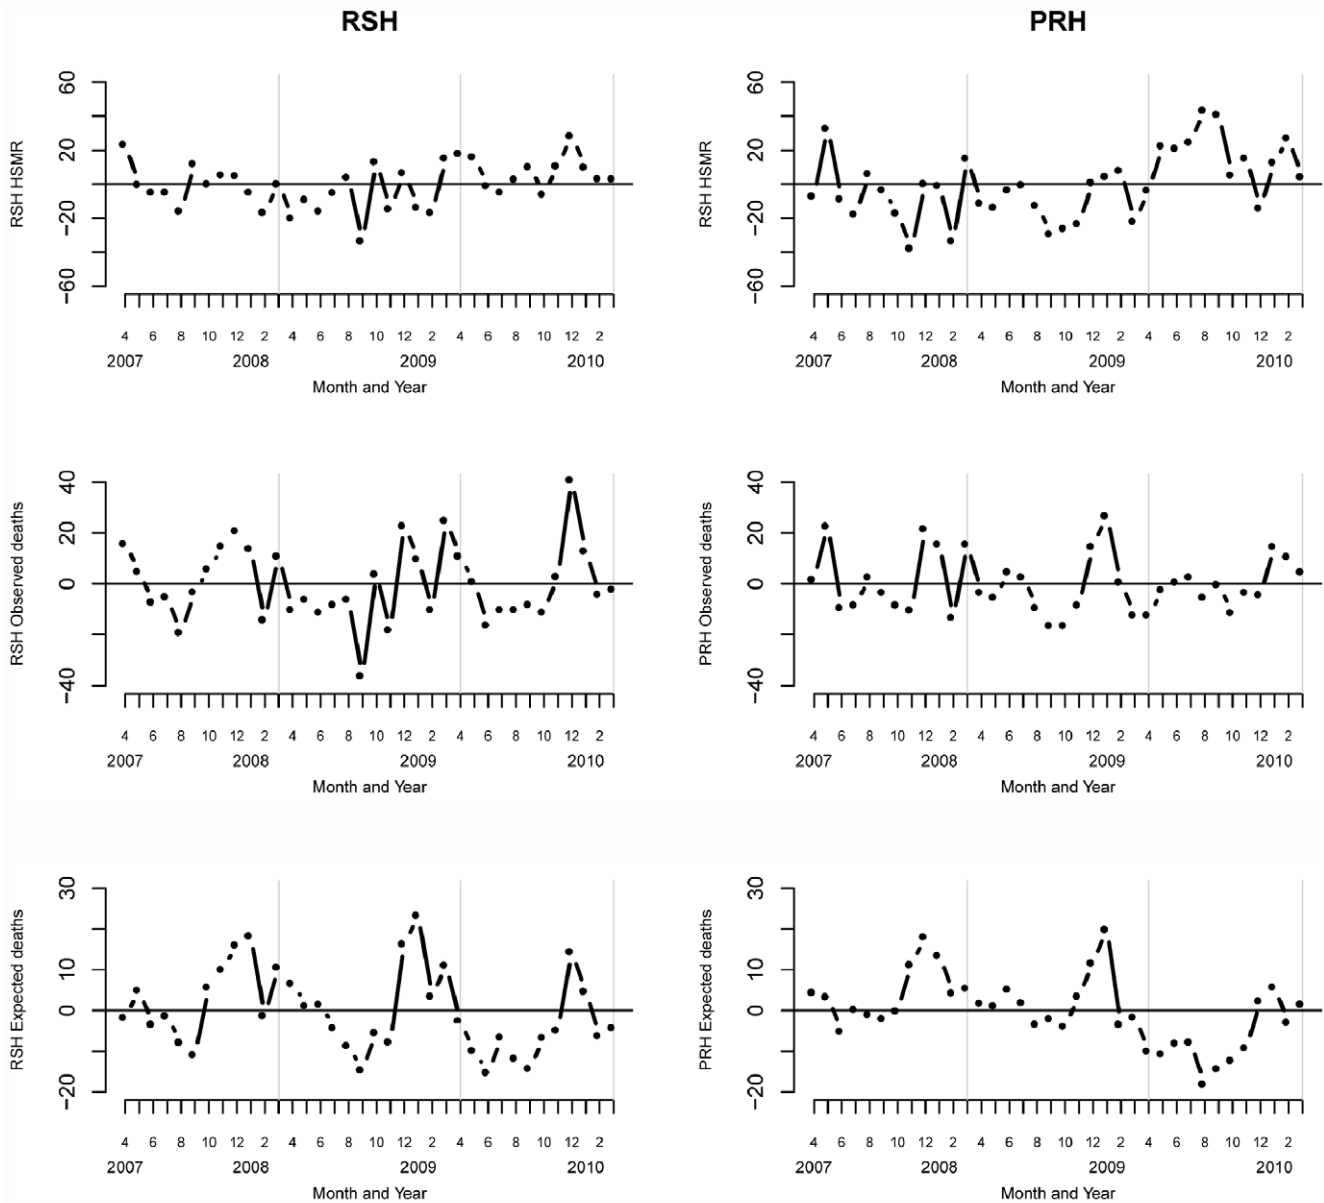 RSH
PRH
RSH HSMR
60
20
−20
−60
4 6 8 10 12 2 4 6 8 10 12 2 4 6 8 10 12 2
2007 2008 2009 2010
Month and Year
RSH HSMR
60
20
−20
−60
4 6 8 10 12 2 4 6 8 10 12 2 4 6 8 10 12 2
2007 2008 2009 2010
Month and Year
RSH Observed deaths
40
20
0
−40
4 6 8 10 12 2 4 6 8 10 12 2 4 6 8 10 12 2
2007 2008 2009 2010
Month and Year
PRH Observed deaths
40
20
0
−40
4 6 8 10 12 2 4 6 8 10 12 2 4 6 8 10 12 2
2007 2008 2009 2010
Month and Year
RSH Expected deaths
30
10
0
−20
4 6 8 10 12 2 4 6 8 10 12 2 4 6 8 10 12 2
2007 2008 2009 2010
Month and Year
PRH Expected deaths
30
10
0
−20
4 6 8 10 12 2 4 6 8 10 12 2 4 6 8 10 12 2
2007 2008 2009 2010
Month and Year